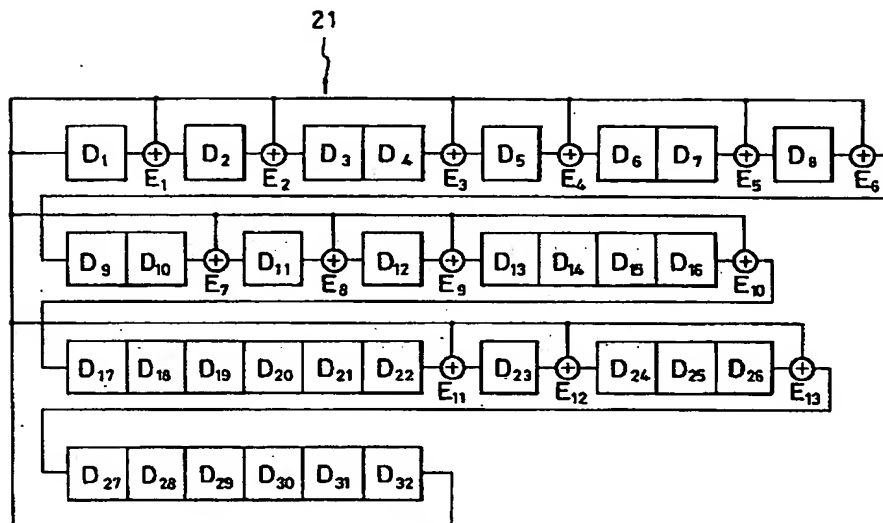 21
D₁ D₂ D₃ D₄ D₅ D₆ D₇ D₈
E₁ E₂ E₃ E₄ E₅ E₆
D₉ D₁₀ D₁₁ D₁₂ D₁₃ D₁₄ D₁₅ D₁₆
E₇ E₈ E₉ E₁₀
D₁₇ D₁₈ D₁₉ D₂₀ D₂₁ D₂₂ D₂₃ D₂₄ D₂₅ D₂₆
E₁₁ E₁₂ E₁₃
D₂₇ D₂₈ D₂₉ D₃₀ D₃₁ D₃₂